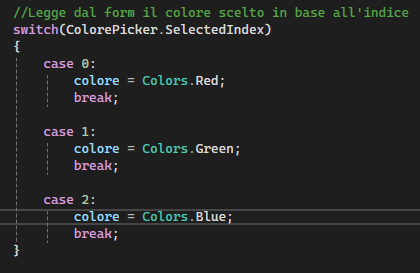 //Legge dal form il colore scelto in base all'indice
switch(ColorPicker.SelectedIndex)
{
case 0:
colore = Colors.Red;
break;
case 1:
colore = Colors.Green;
break;
case 2:
colore = Colors.Blue;
break;
}